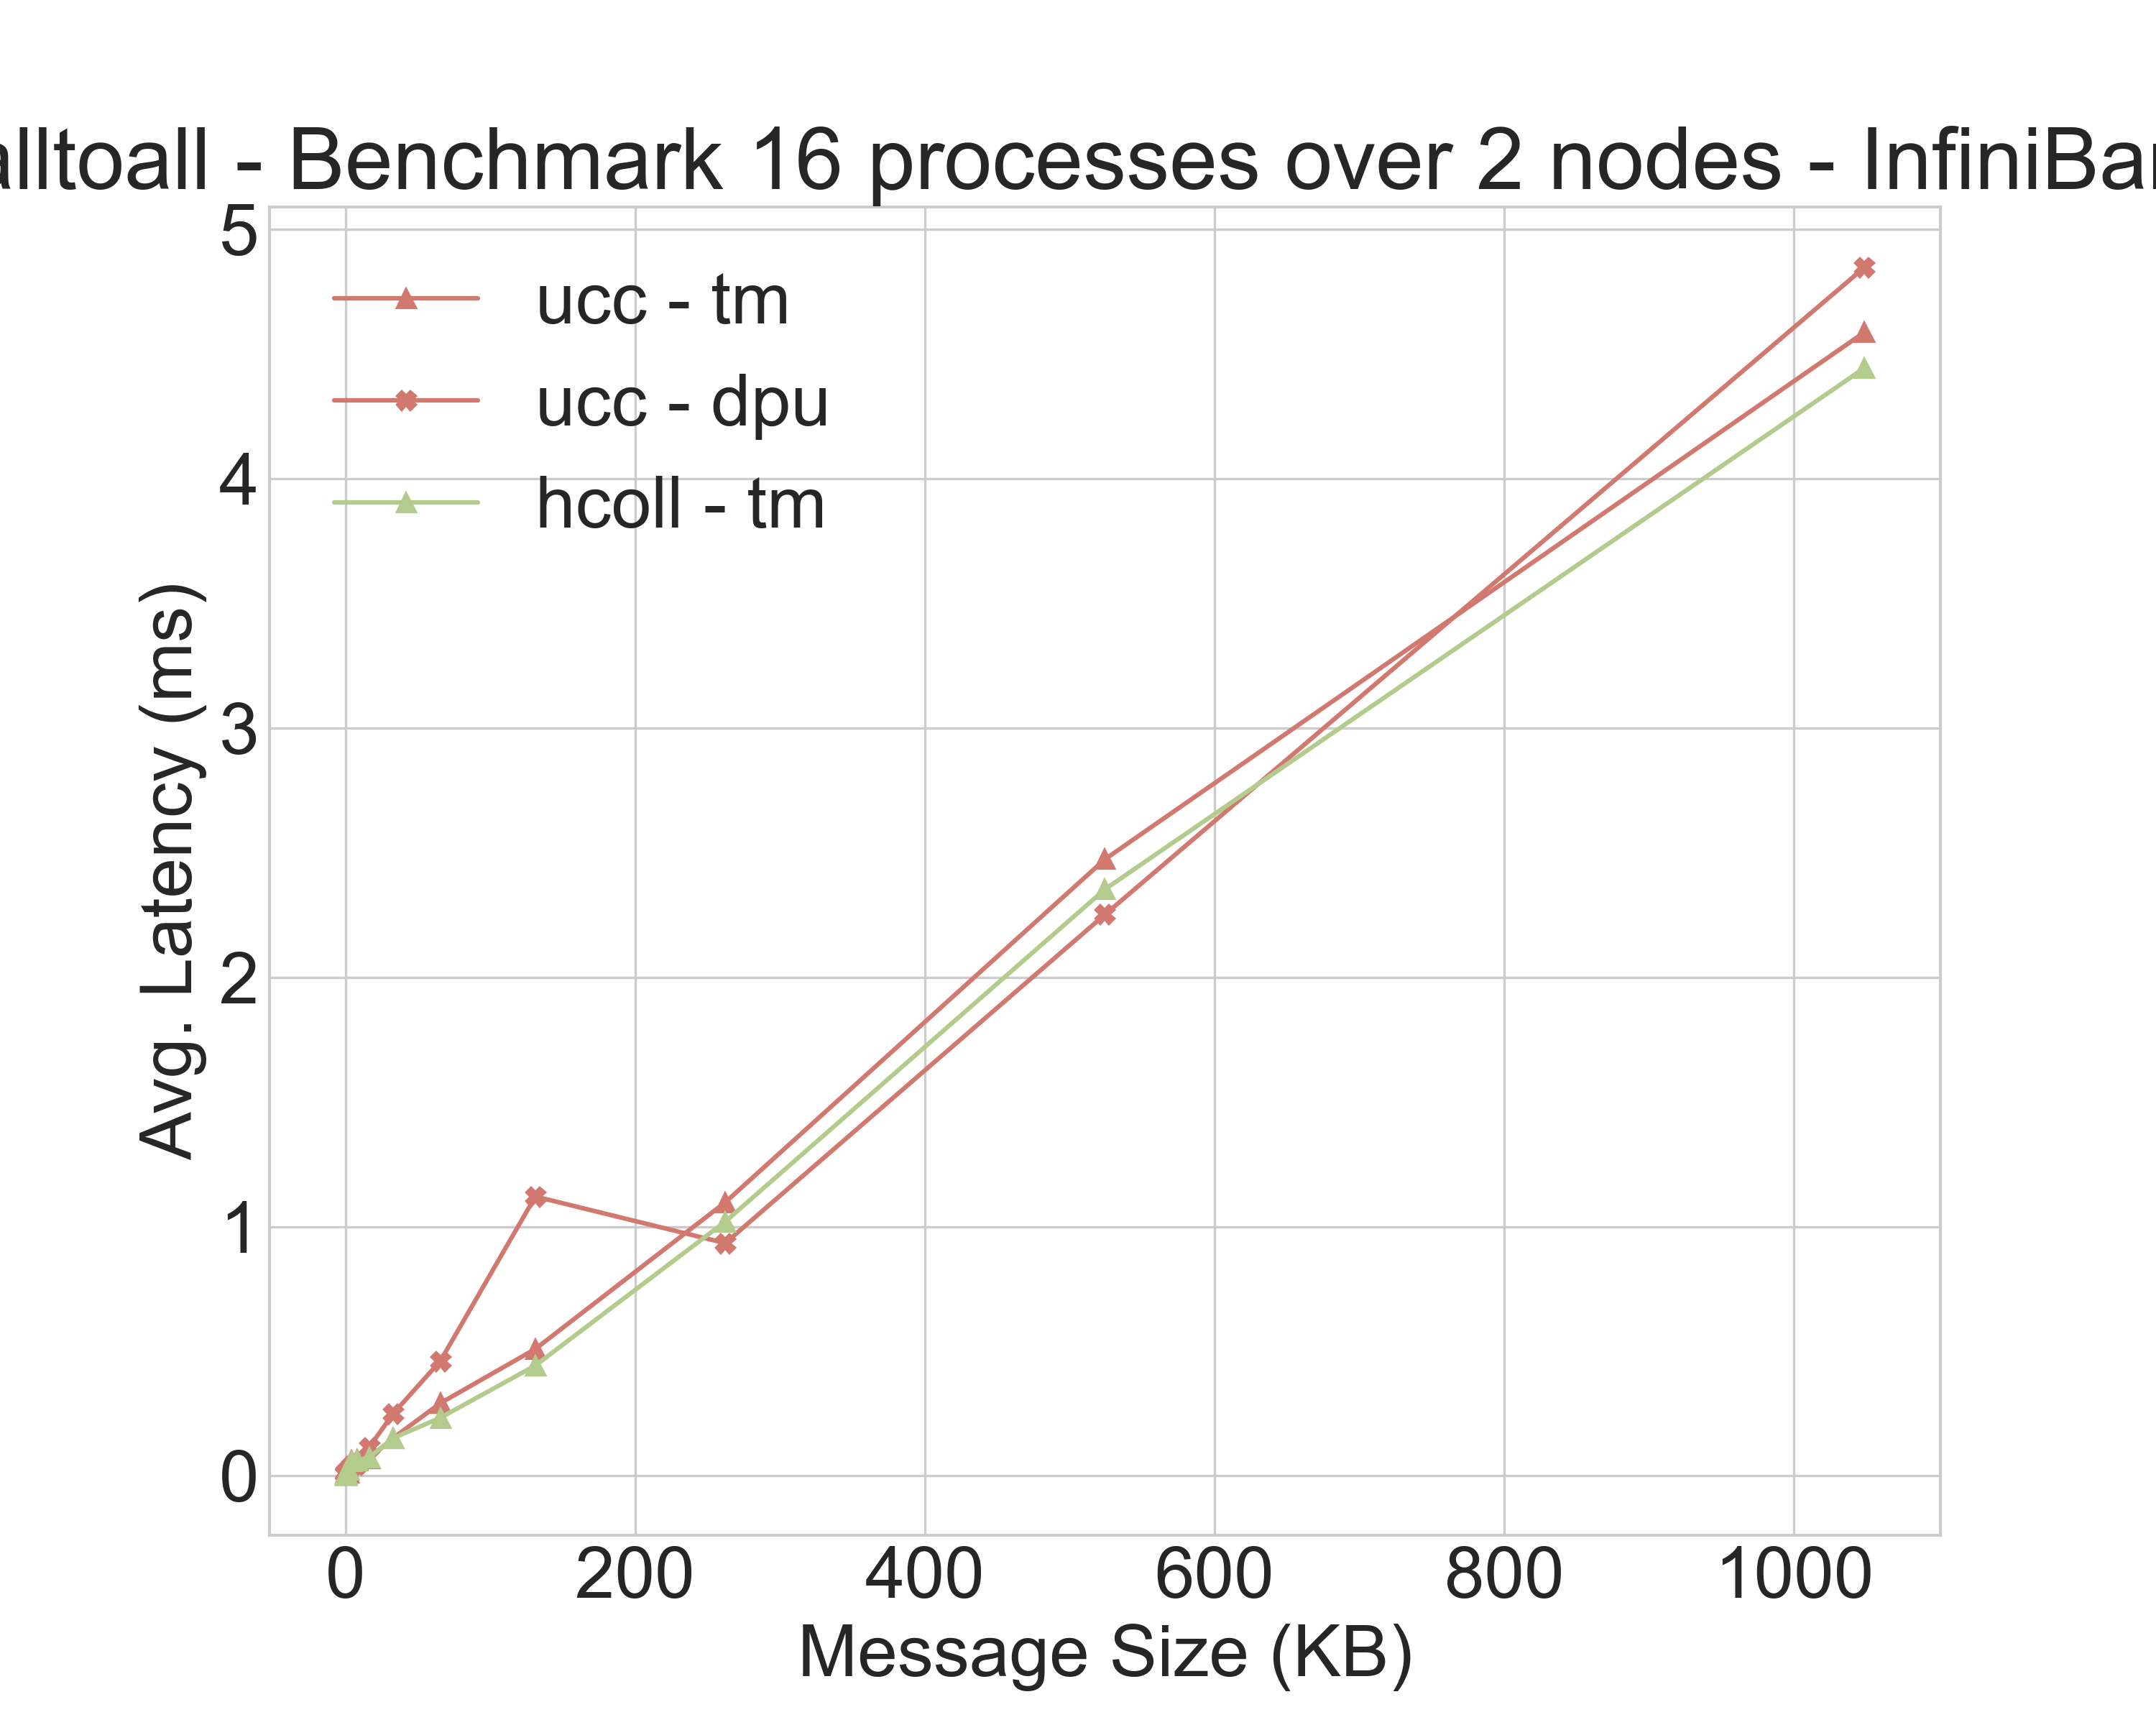 alltoall - Benchmark 16 processes over 2 nodes - InfiniBan
5
4
3
2
1
0
Avg. Latency (ms)
ucc - tm
ucc - dpu
hcoll - tm
0 200 400 600 800 1000
Message Size (KB)